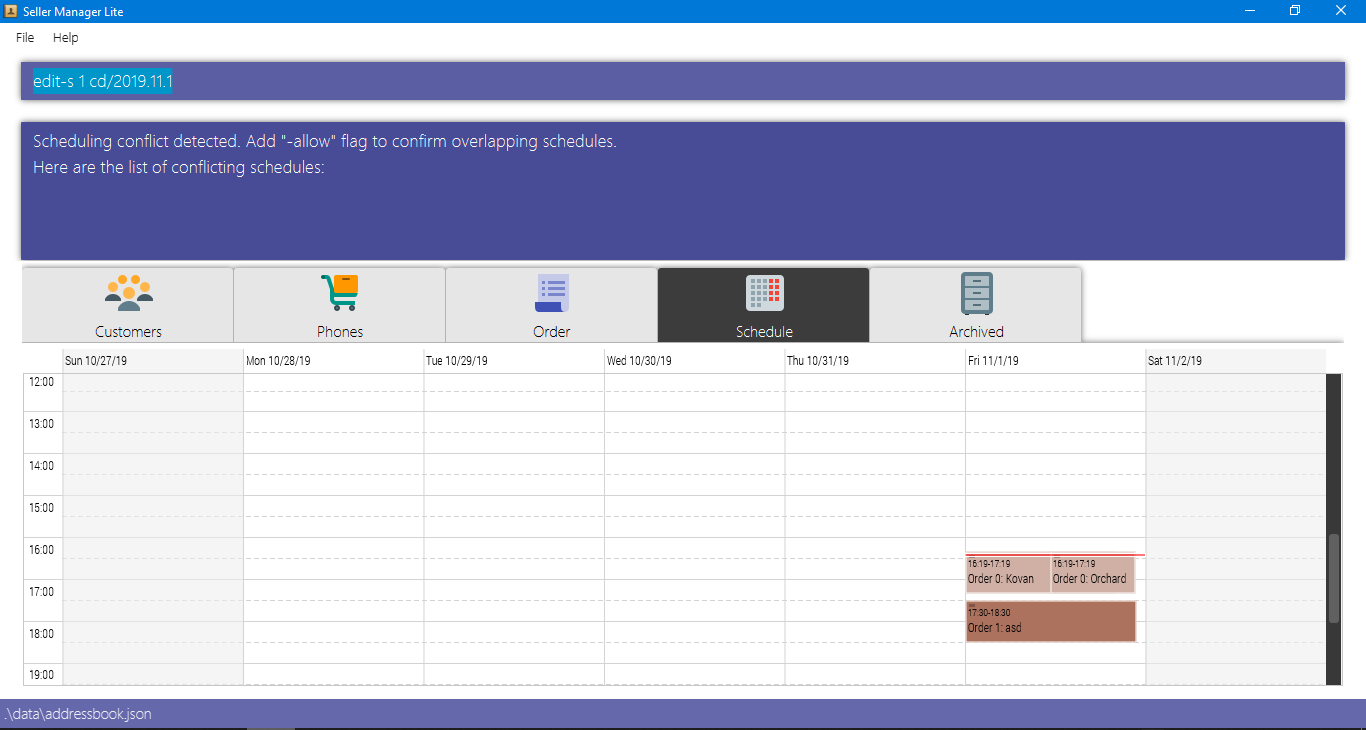 Seller Manager Lite
File Help
edit-s 1 cd/2019.11.1
Scheduling conflict detected. Add "-allow" flag to confirm overlapping schedules.
Here are the list of conflicting schedules:
Customers Phones Order Schedule Archived
Sun 10/27/19 Mon 10/28/19 Tue 10/29/19 Wed 10/30/19 Thu 10/31/19 Fri 11/1/19 Sat 11/2/19
12:00
13:00
14:00
15:00
16:00
16:19-17:19 16:19-17:19
Order 0: Kovan Order 0: Orchard
17:00
17:30-18:30
Order 1: asd
18:00
19:00
.\data\addressbook.json